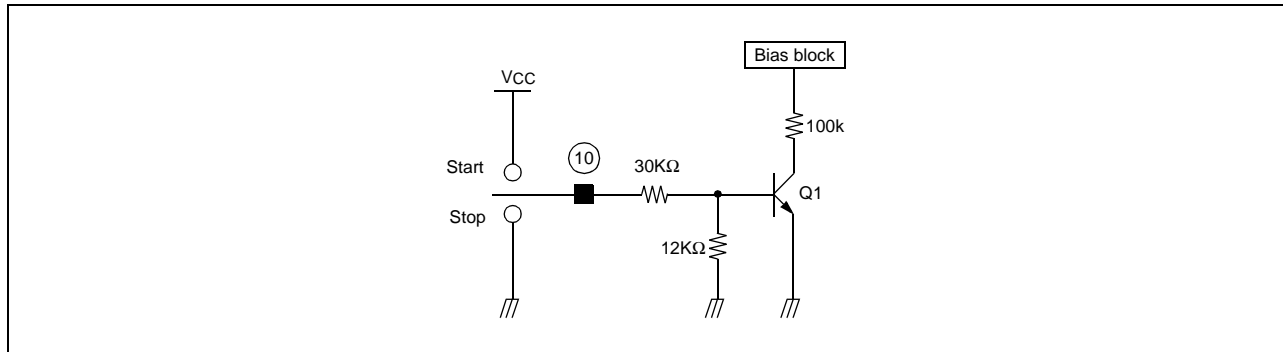 Bias block
VCC
100k
Start
10
30KΩ
Q1
Stop
12KΩ